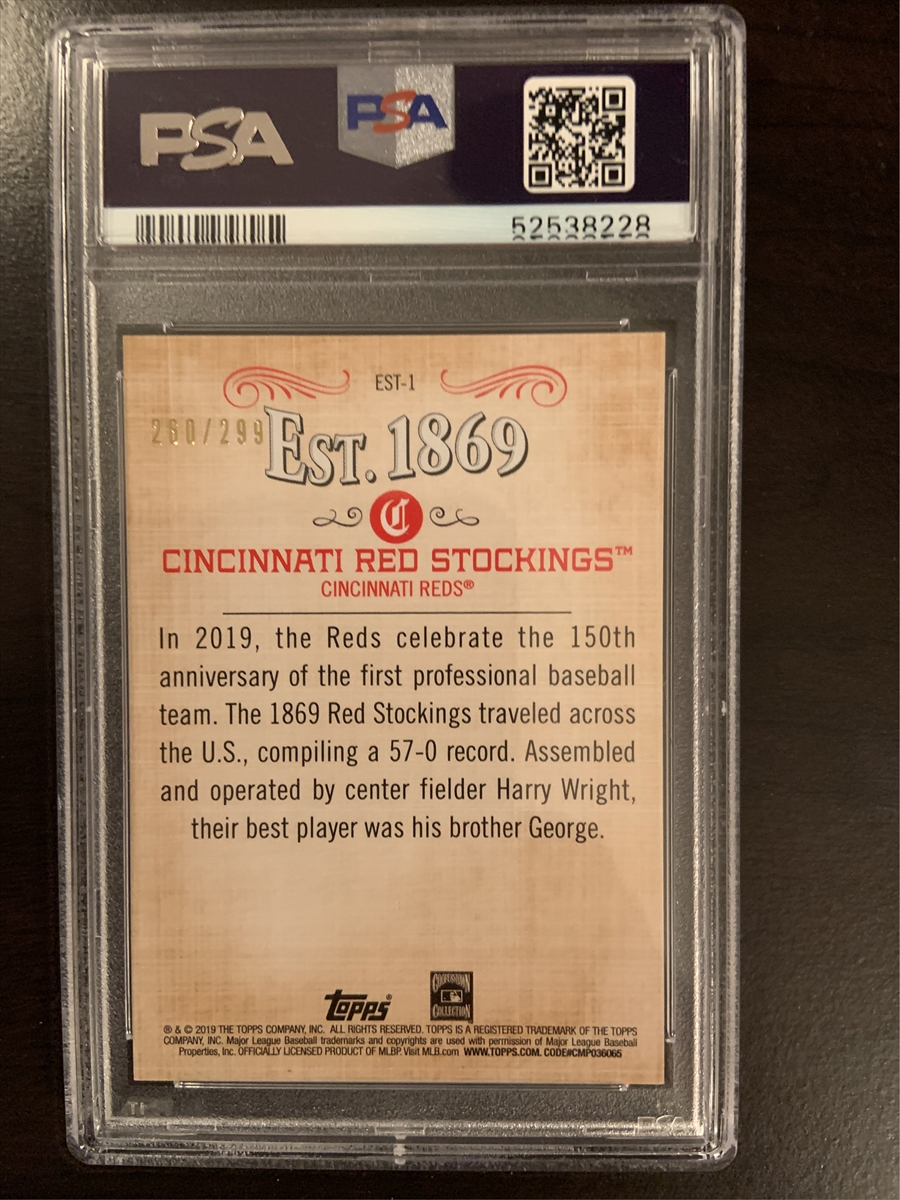 PSA
PSA
52538228
EST-1
260/299
EST. 1869
C
CINCINNATI RED STOCKINGS™
CINCINNATI REDS®
In 2019, the Reds celebrate the 150th
anniversary of the first professional baseball
team. The 1869 Red Stockings traveled across
the U.S., compiling a 57-0 record. Assembled
and operated by center fielder Harry Wright,
their best player was his brother George.
topps®
COOPERSTOWN
COLLECTION
® & © 2019 THE TOPPS COMPANY, INC. ALL RIGHTS RESERVED. TOPPS IS A REGISTERED TRADEMARK OF THE TOPPS
COMPANY, INC. Major League Baseball trademarks and copyrights are used with permission of Major League Baseball
Properties, Inc. OFFICIALLY LICENSED PRODUCT OF MLBP. Visit MLB.com WWW.TOPPS.COM. CODE#CMP036065